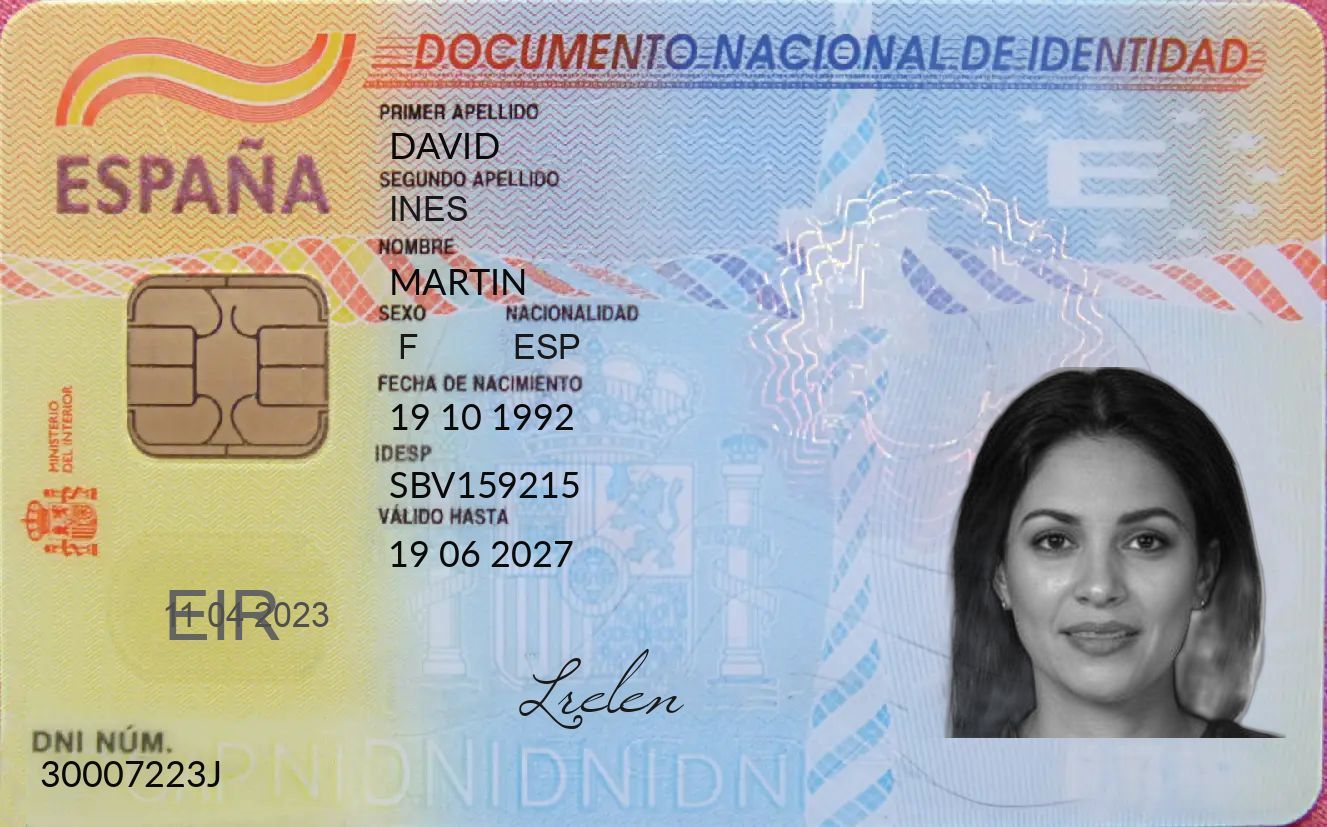 DOCUMENTO NACIONAL DE IDENTIDAD
ESPAÑA
PRIMER APELLIDO
DAVID
SEGUNDO APELLIDO
INES
NOMBRE
MARTIN
SEXO NACIONALIDAD
F ESP
FECHA DE NACIMIENTO
19 10 1992
IDESP
SBV159215
VÁLIDO HASTA
19 06 2027
MINISTERIO
DEL INTERIOR
E
EIR
11 04 2023
Lrelen
DNI NÚM.
30007223J
DNIDNIDNIDN